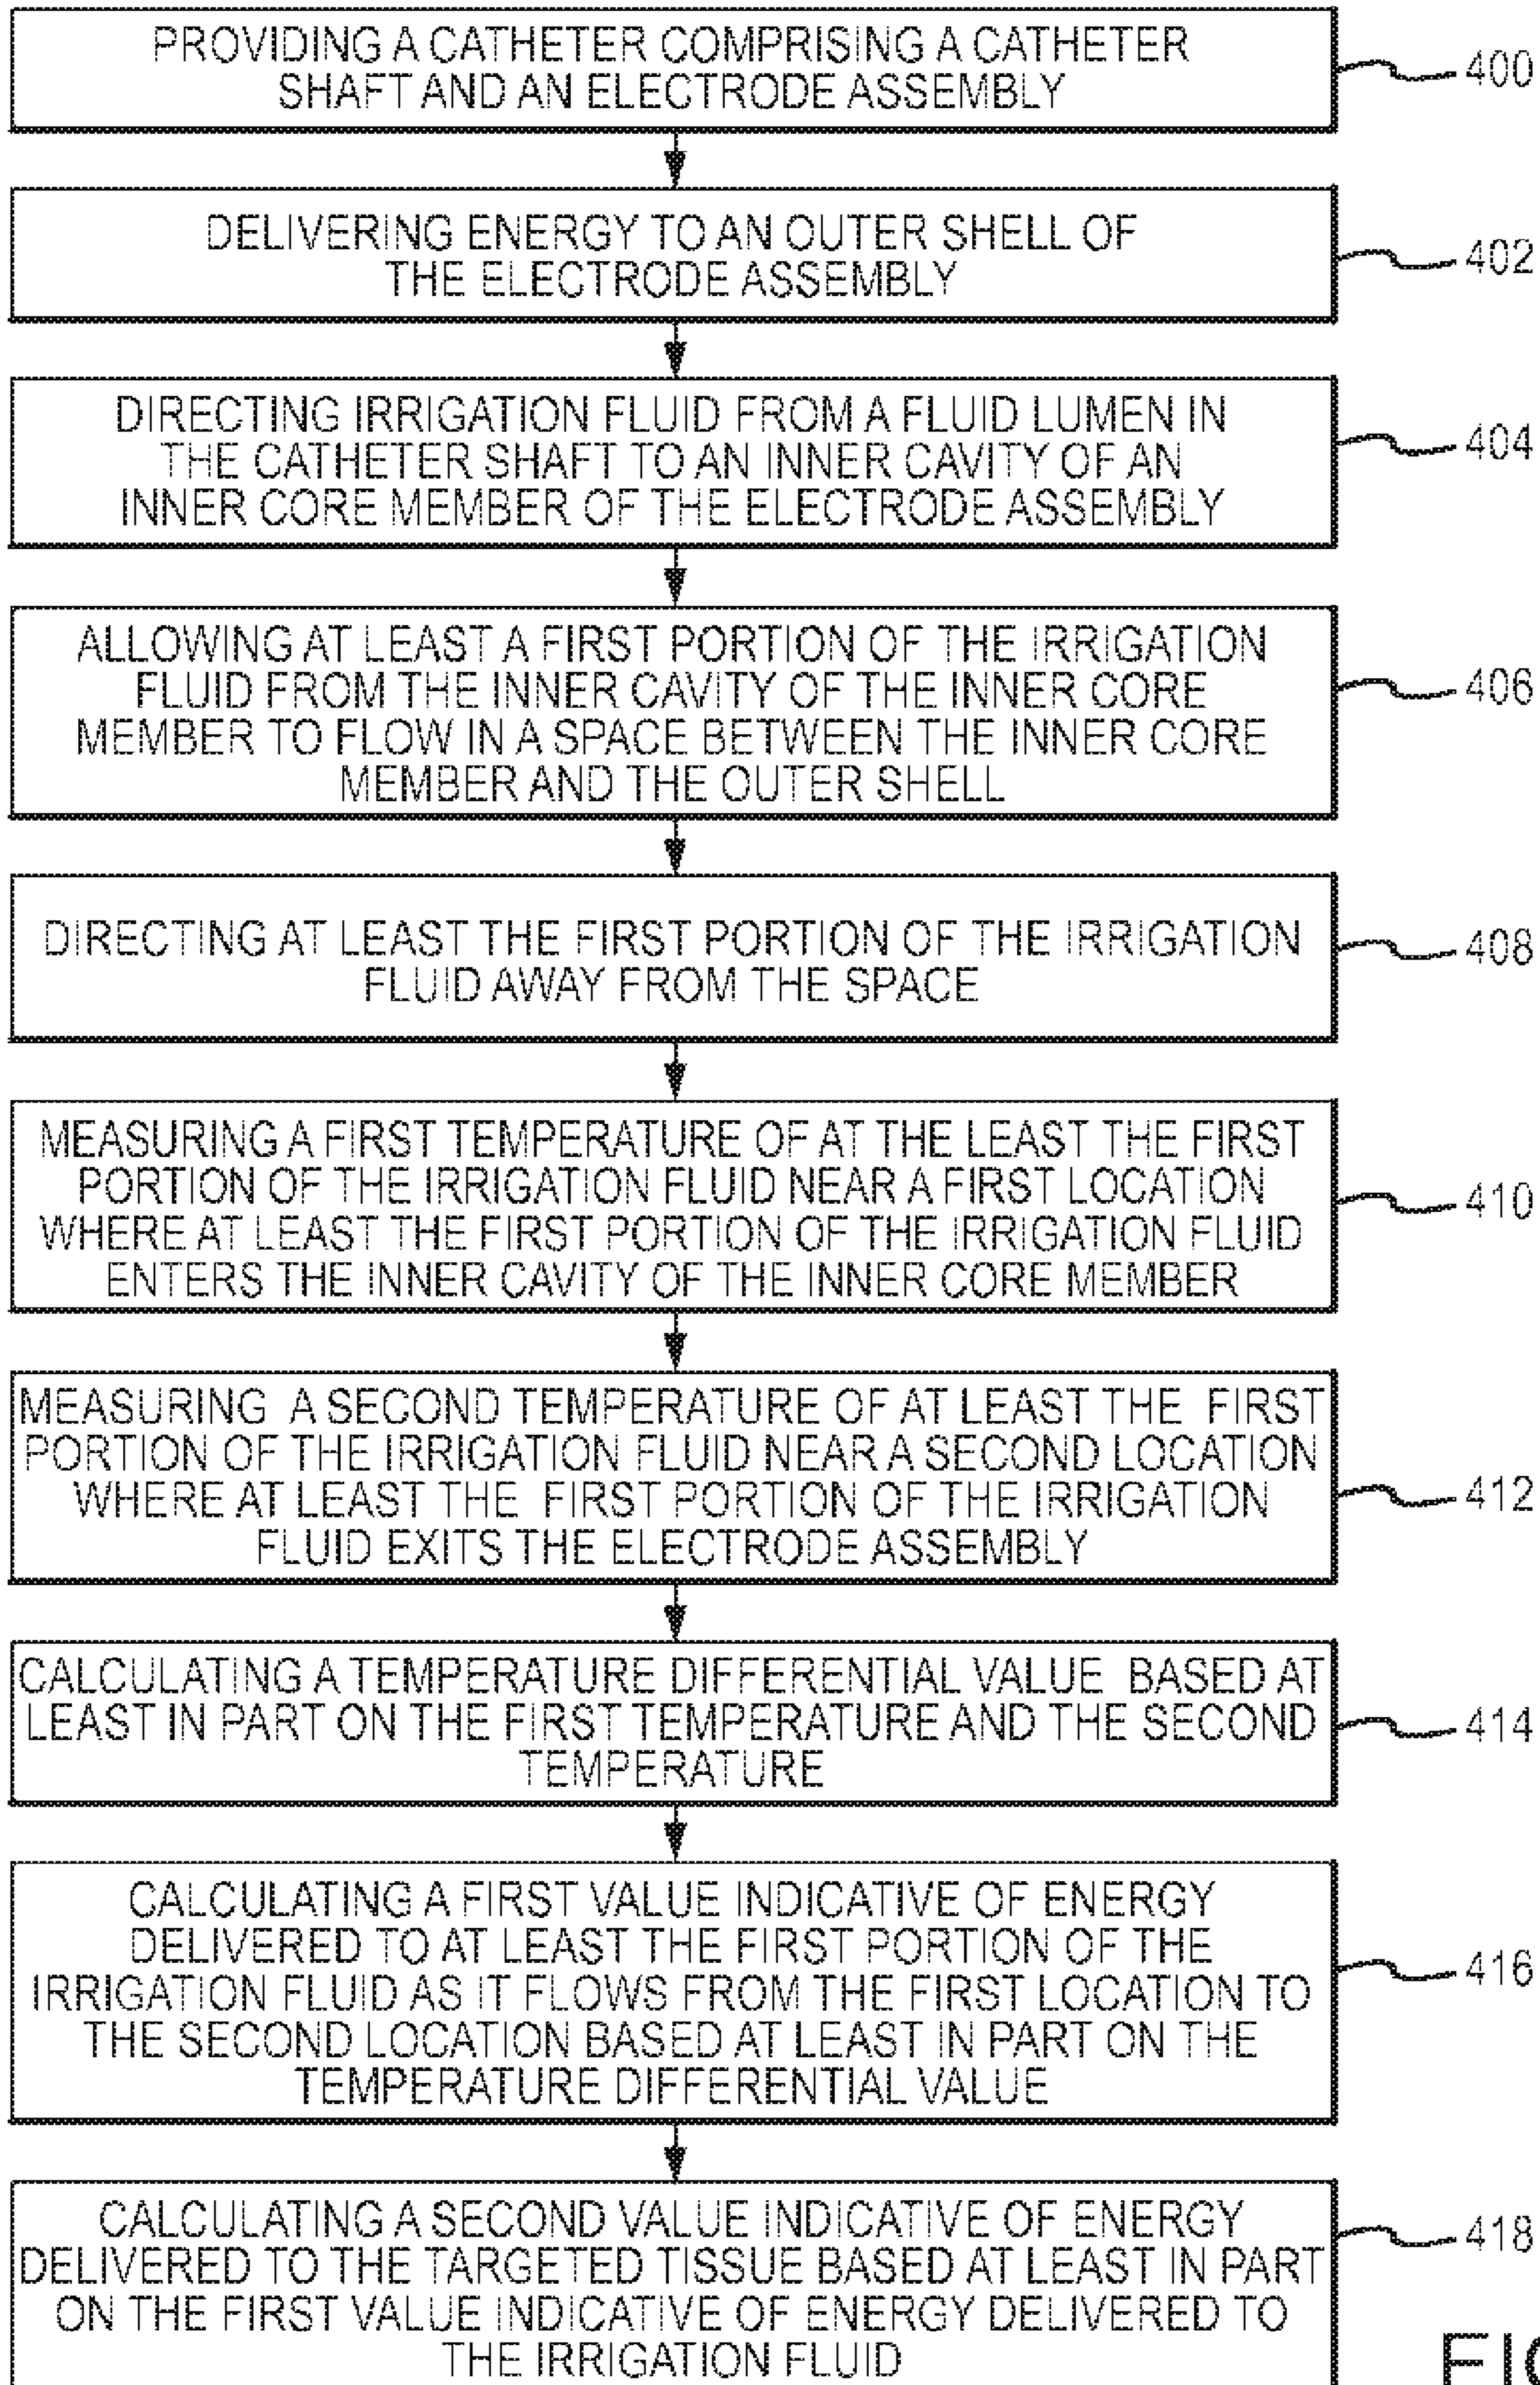 PROVIDING A CATHETER COMPRISING A CATHETER
SHAFT AND AN ELECTRODE ASSEMBLY
400
DELIVERING ENERGY TO AN OUTER SHELL OF
THE ELECTRODE ASSEMBLY
402
DIRECTING IRRIGATION FLUID FROM A FLUID LUMEN IN
THE CATHETER SHAFT TO AN INNER CAVITY OF AN
INNER CORE MEMBER OF THE ELECTRODE ASSEMBLY
404
ALLOWING AT LEAST A FIRST PORTION OF THE IRRIGATION
FLUID FROM THE INNER CAVITY OF THE INNER CORE
MEMBER TO FLOW IN A SPACE BETWEEN THE INNER CORE
MEMBER AND THE OUTER SHELL
406
DIRECTING AT LEAST THE FIRST PORTION OF THE IRRIGATION
FLUID AWAY FROM THE SPACE
408
MEASURING A FIRST TEMPERATURE OF AT THE LEAST THE FIRST
PORTION OF THE IRRIGATION FLUID NEAR A FIRST LOCATION
WHERE AT LEAST THE FIRST PORTION OF THE IRRIGATION FLUID
ENTERS THE INNER CAVITY OF THE INNER CORE MEMBER
410
MEASURING A SECOND TEMPERATURE OF AT LEAST THE FIRST
PORTION OF THE IRRIGATION FLUID NEAR A SECOND LOCATION
WHERE AT LEAST THE FIRST PORTION OF THE IRRIGATION
FLUID EXITS THE ELECTRODE ASSEMBLY
412
CALCULATING A TEMPERATURE DIFFERENTIAL VALUE BASED AT
LEAST IN PART ON THE FIRST TEMPERATURE AND THE SECOND
TEMPERATURE
414
CALCULATING A FIRST VALUE INDICATIVE OF ENERGY
DELIVERED TO AT LEAST THE FIRST PORTION OF THE
IRRIGATION FLUID AS IT FLOWS FROM THE FIRST LOCATION TO
THE SECOND LOCATION BASED AT LEAST IN PART ON THE
TEMPERATURE DIFFERENTIAL VALUE
416
CALCULATING A SECOND VALUE INDICATIVE OF ENERGY
DELIVERED TO THE TARGETED TISSUE BASED AT LEAST IN PART
ON THE FIRST VALUE INDICATIVE OF ENERGY DELIVERED TO
THE IRRIGATION FLUID
418